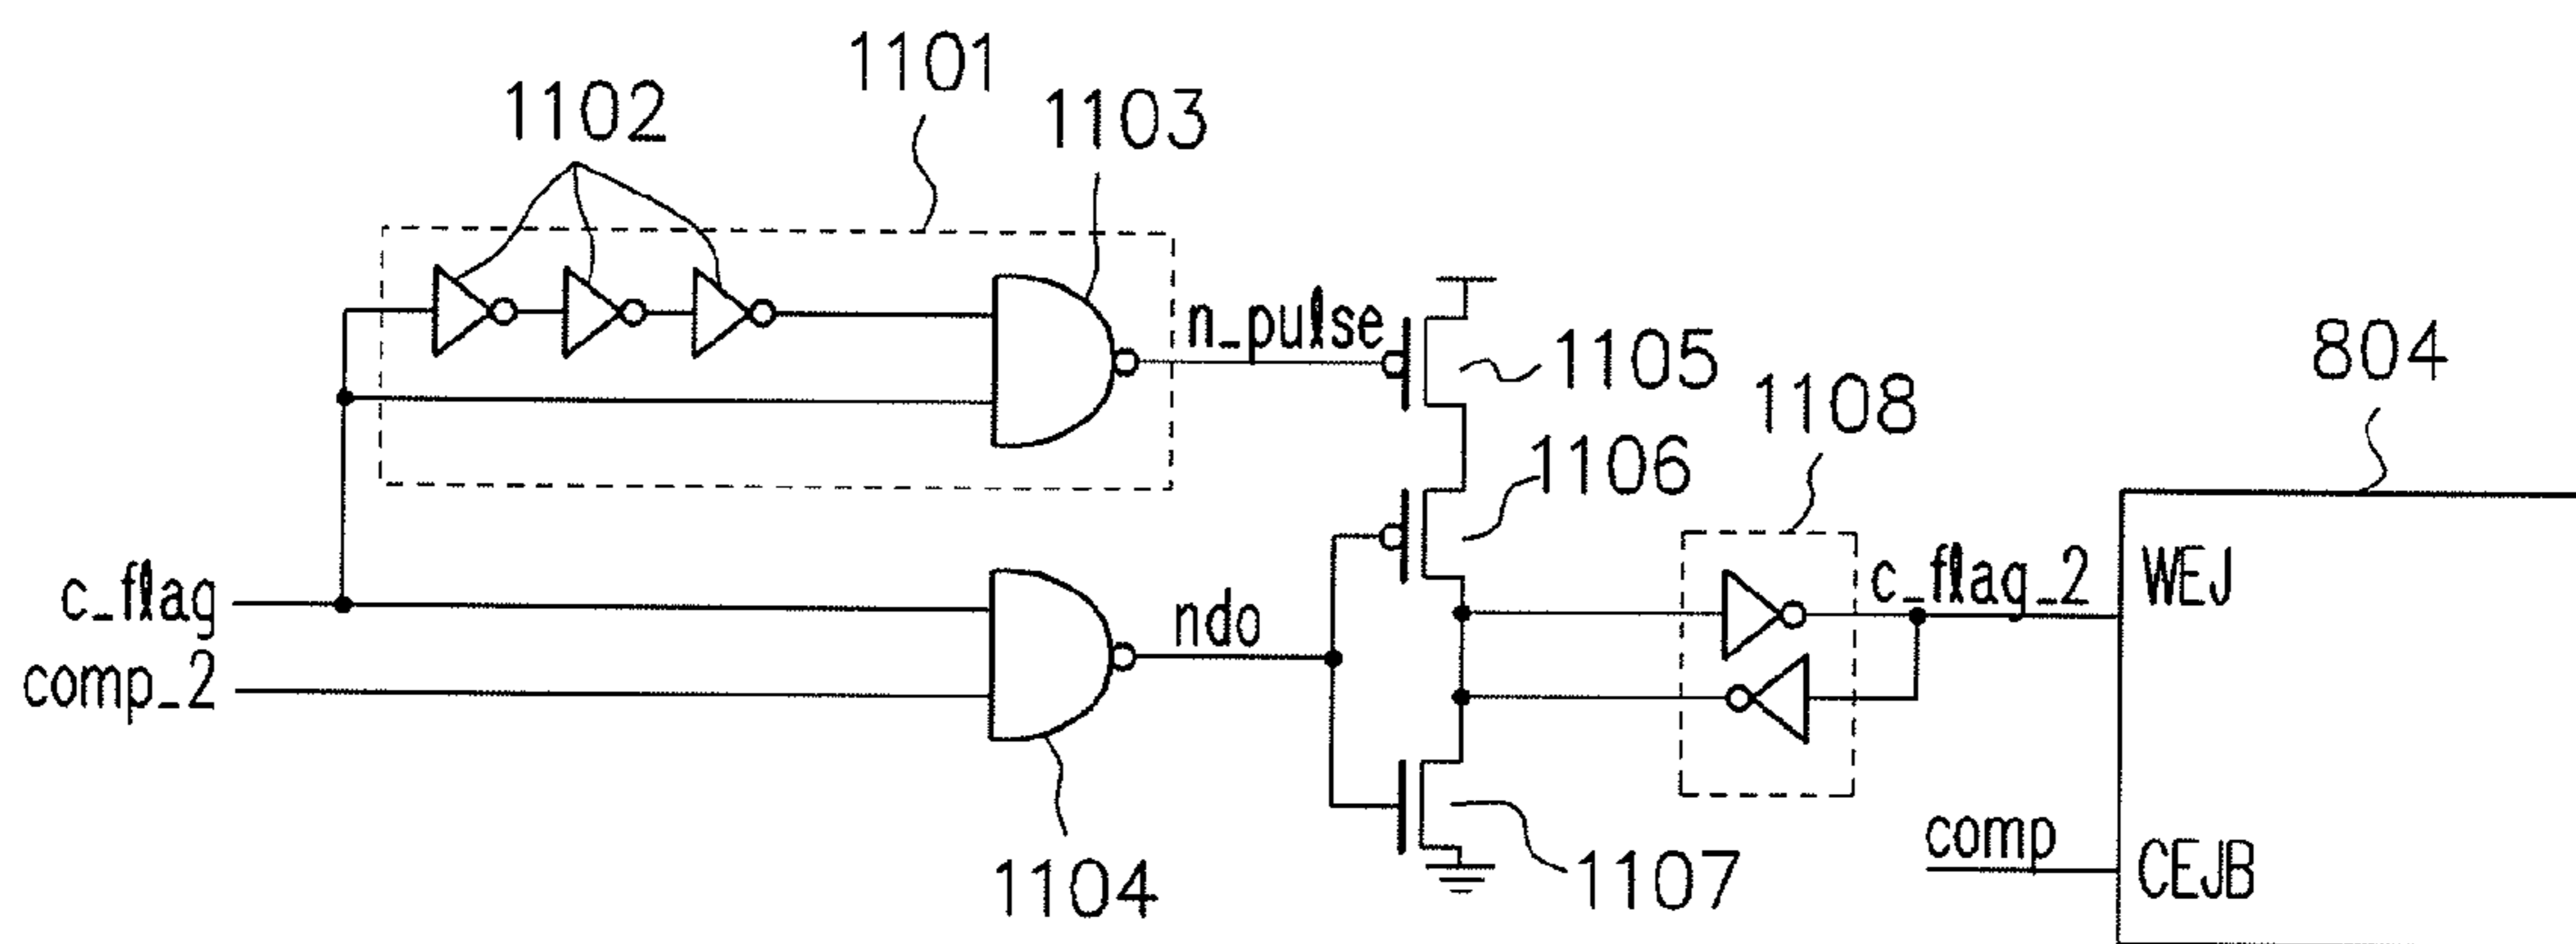 1101
1102
1103
n_pulse
1105
804
1108
1106
c_flag
ndo
c_flag_2
WEJ
comp_2
comp
CEJB
1104
1107